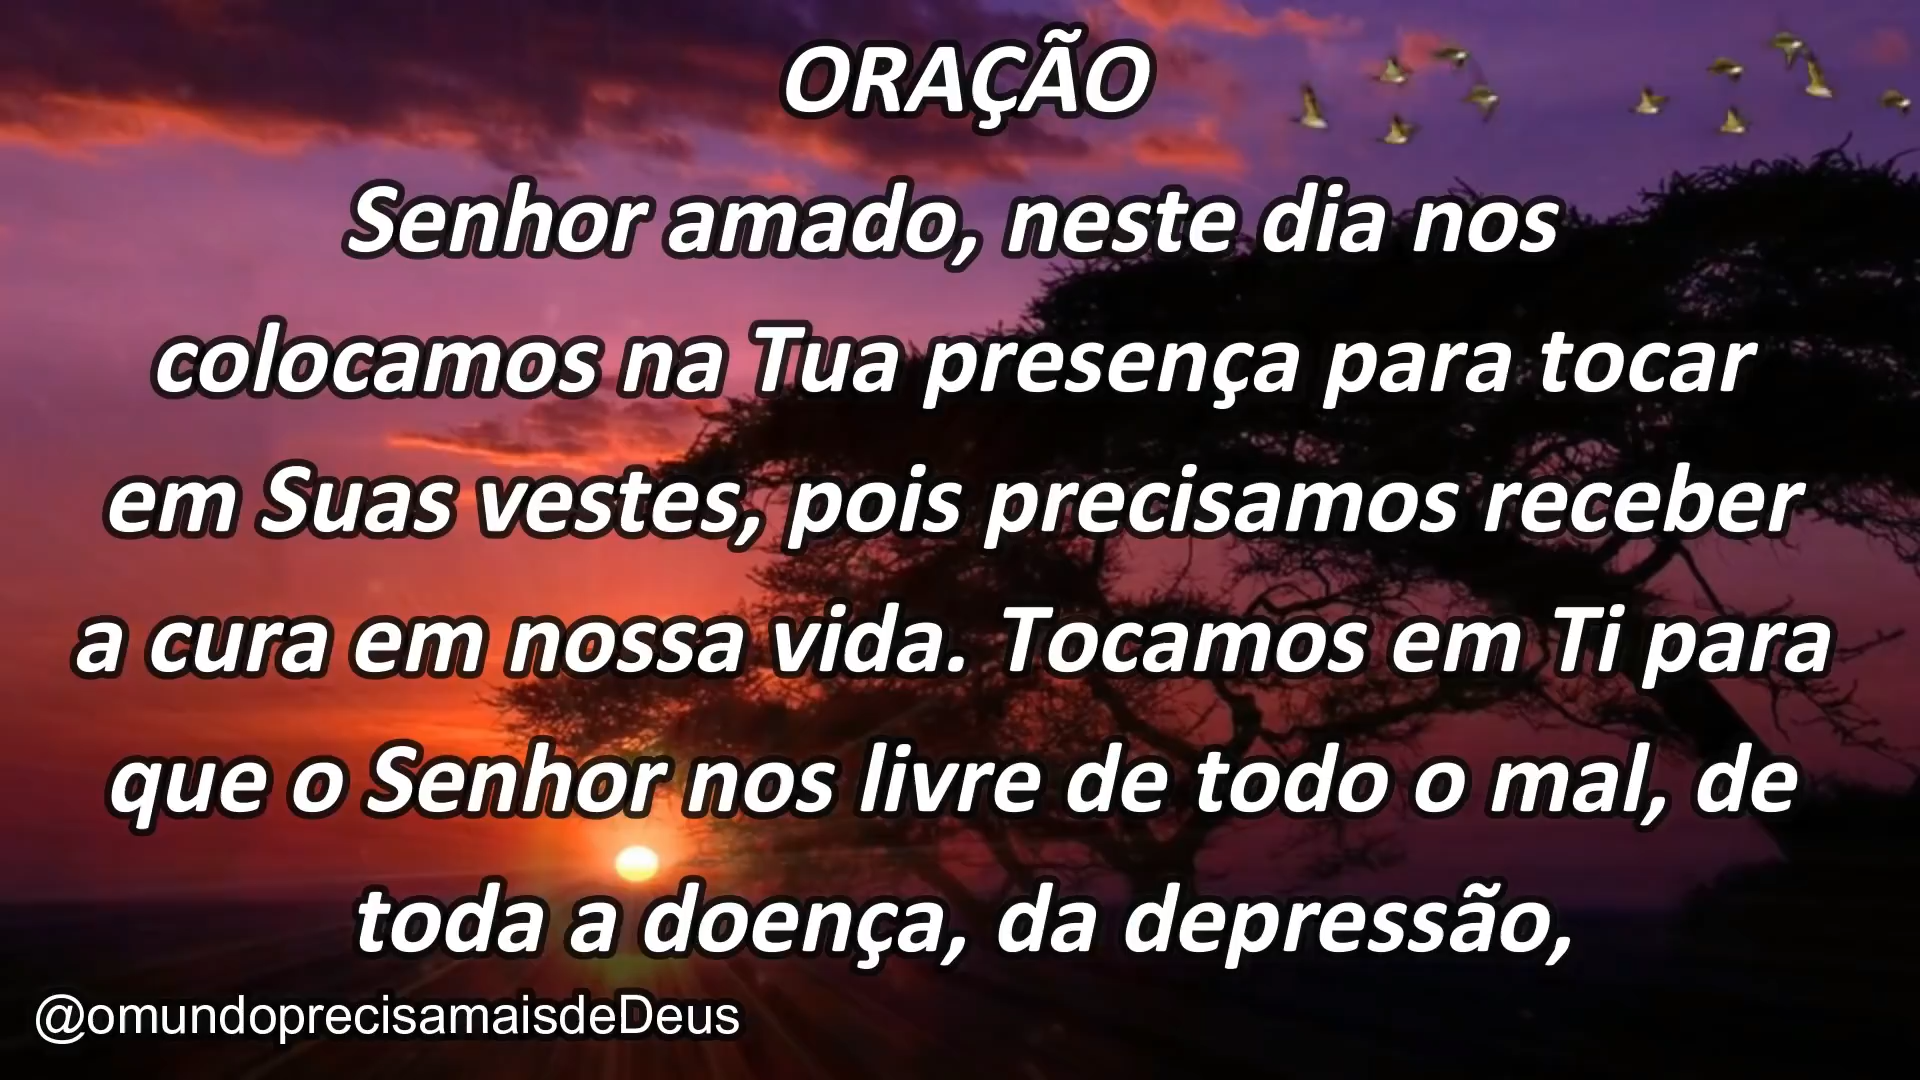 ORAÇÃO
Senhor amado, neste dia nos
colocamos na Tua presença para tocar
em Suas vestes, pois precisamos receber
a cura em nossa vida. Tocamos em Ti para
que o Senhor nos livre de todo o mal, de
toda a doença, da depressão,
@omundoprecisamaisdeDeus